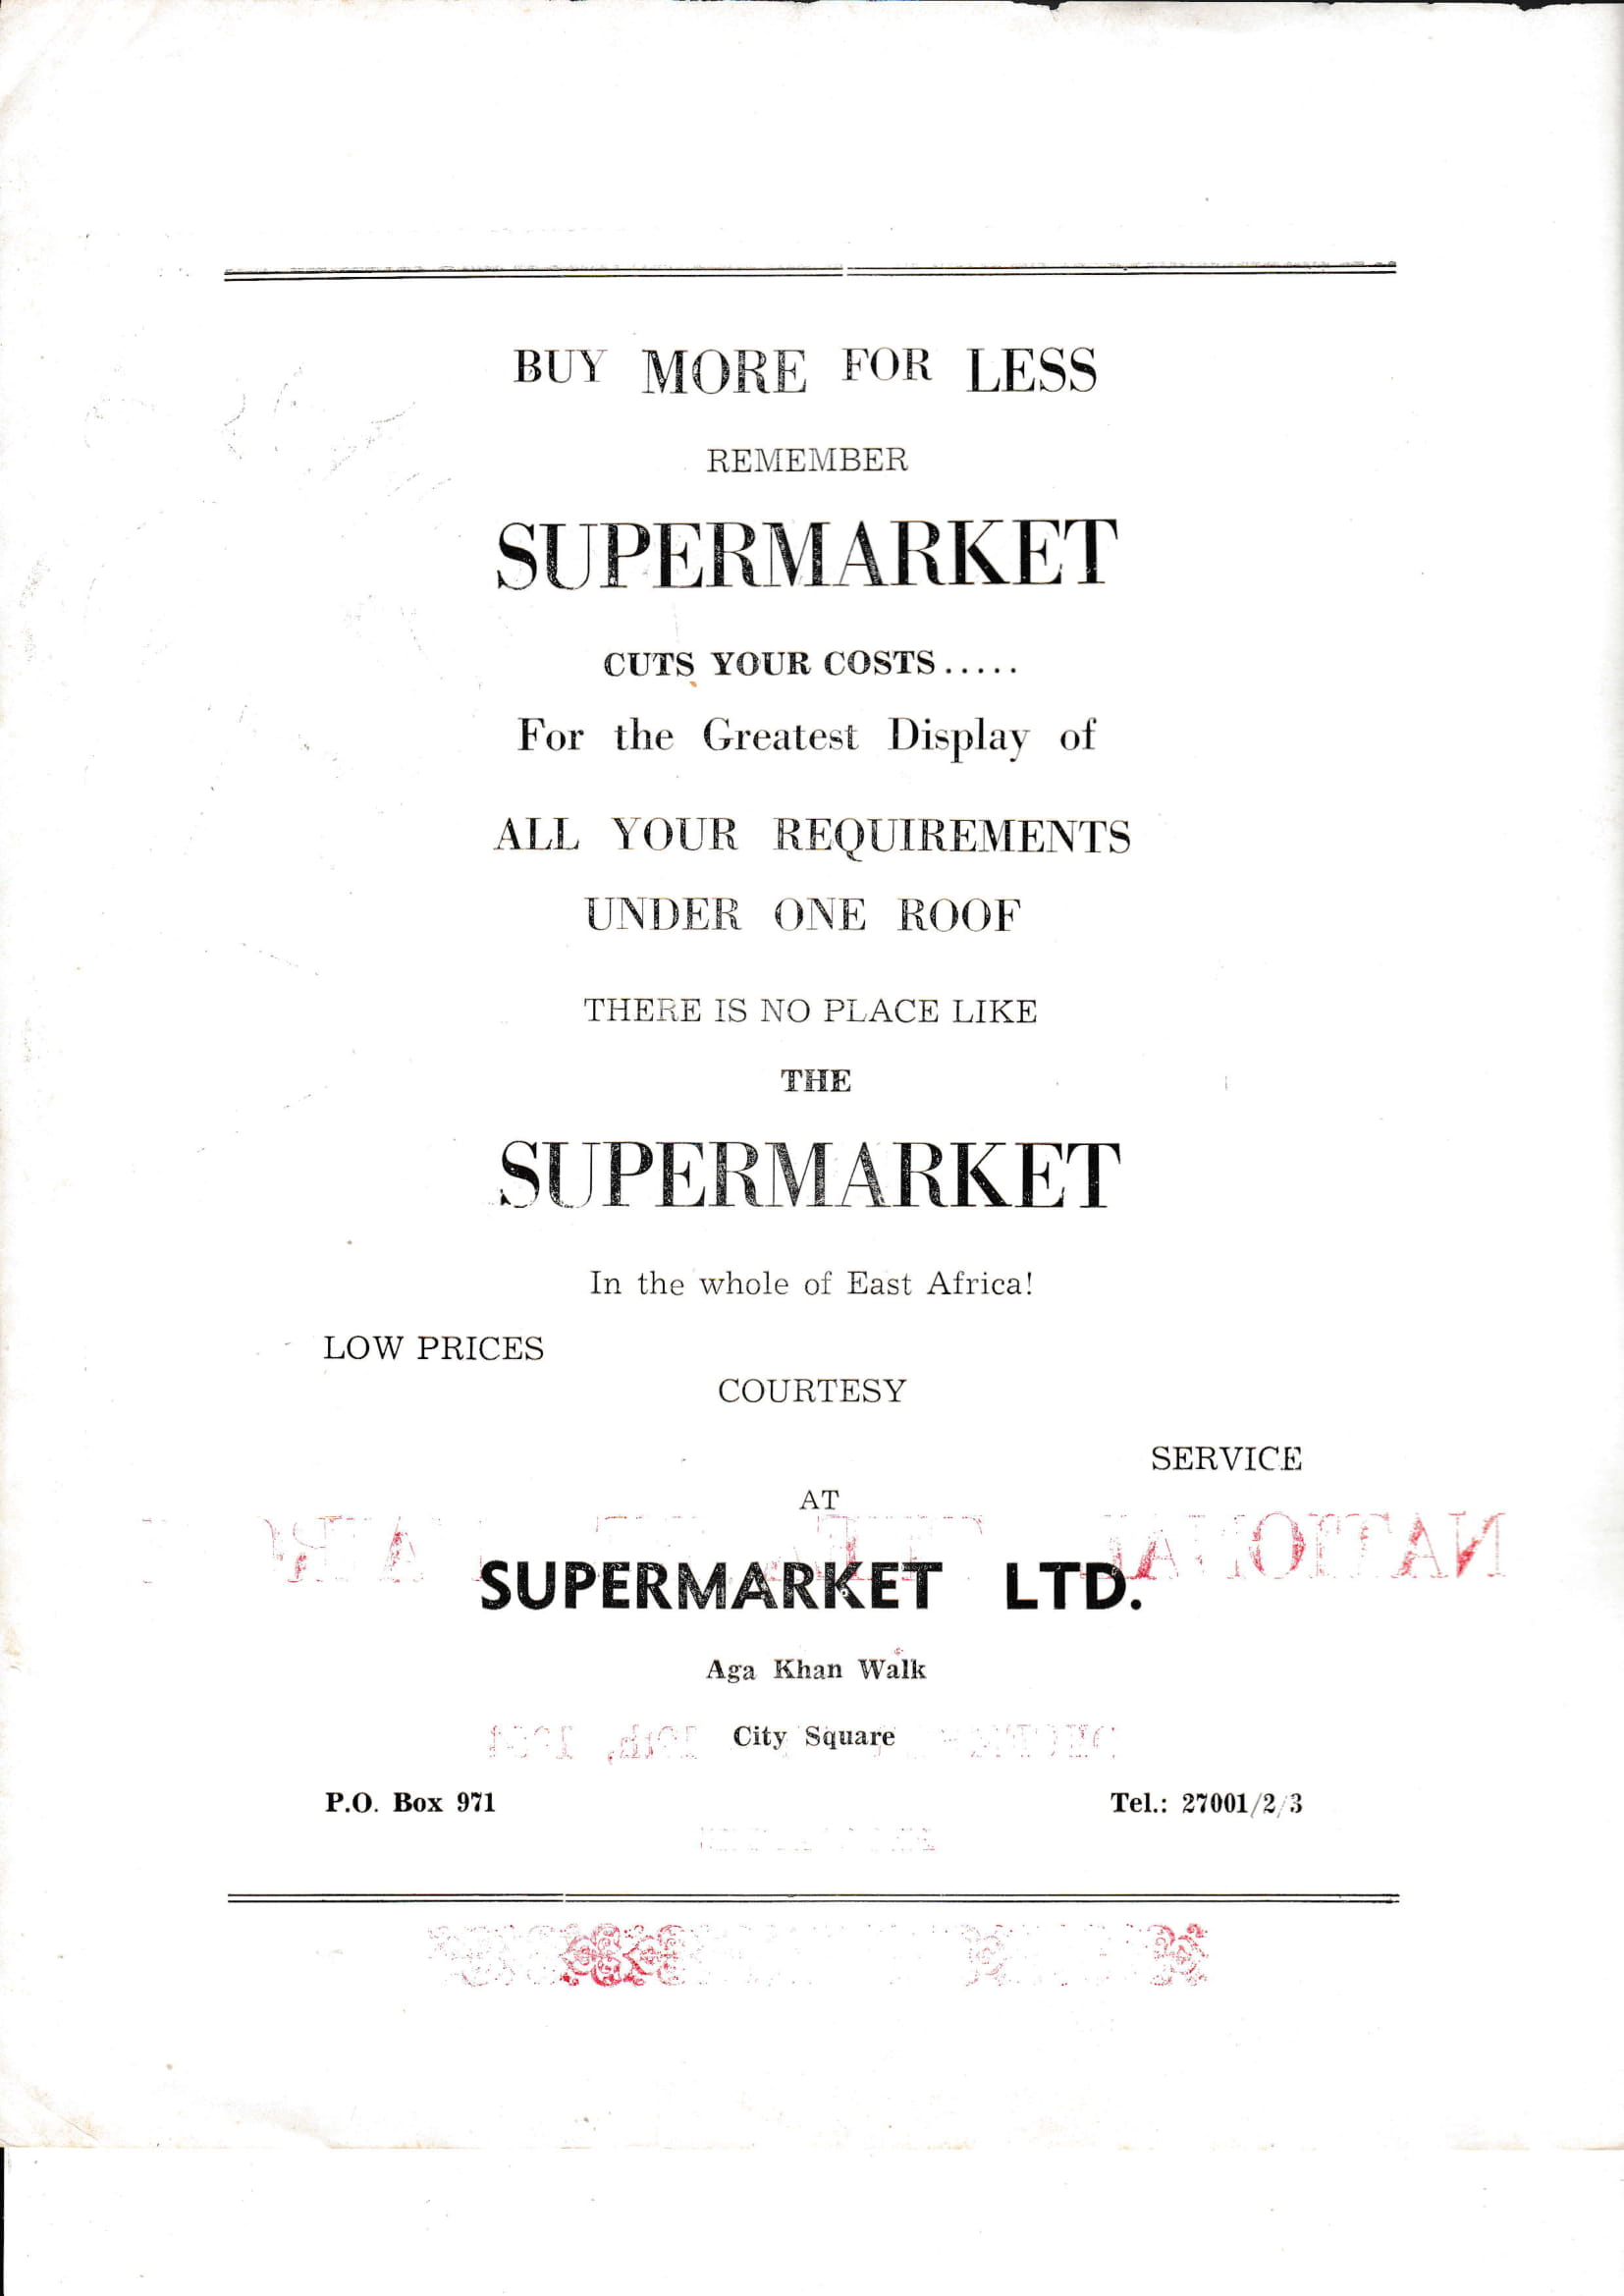 BUY MORE FOR LESS
REMEMBER
SUPERMARKET
CUTS YOUR COSTS.....
For the Greatest Display of
ALL YOUR REQUIREMENTS
UNDER ONE ROOF
THERE IS NO PLACE LIKE
THE
SUPERMARKET
In the whole of East Africa!
LOW PRICES
COURTESY
SERVICE
AT
NATIONAL
SUPERMARKET LTD.
Aga Khan Walk
City Square
P.O. Box 971 Tel.: 27001/2/3